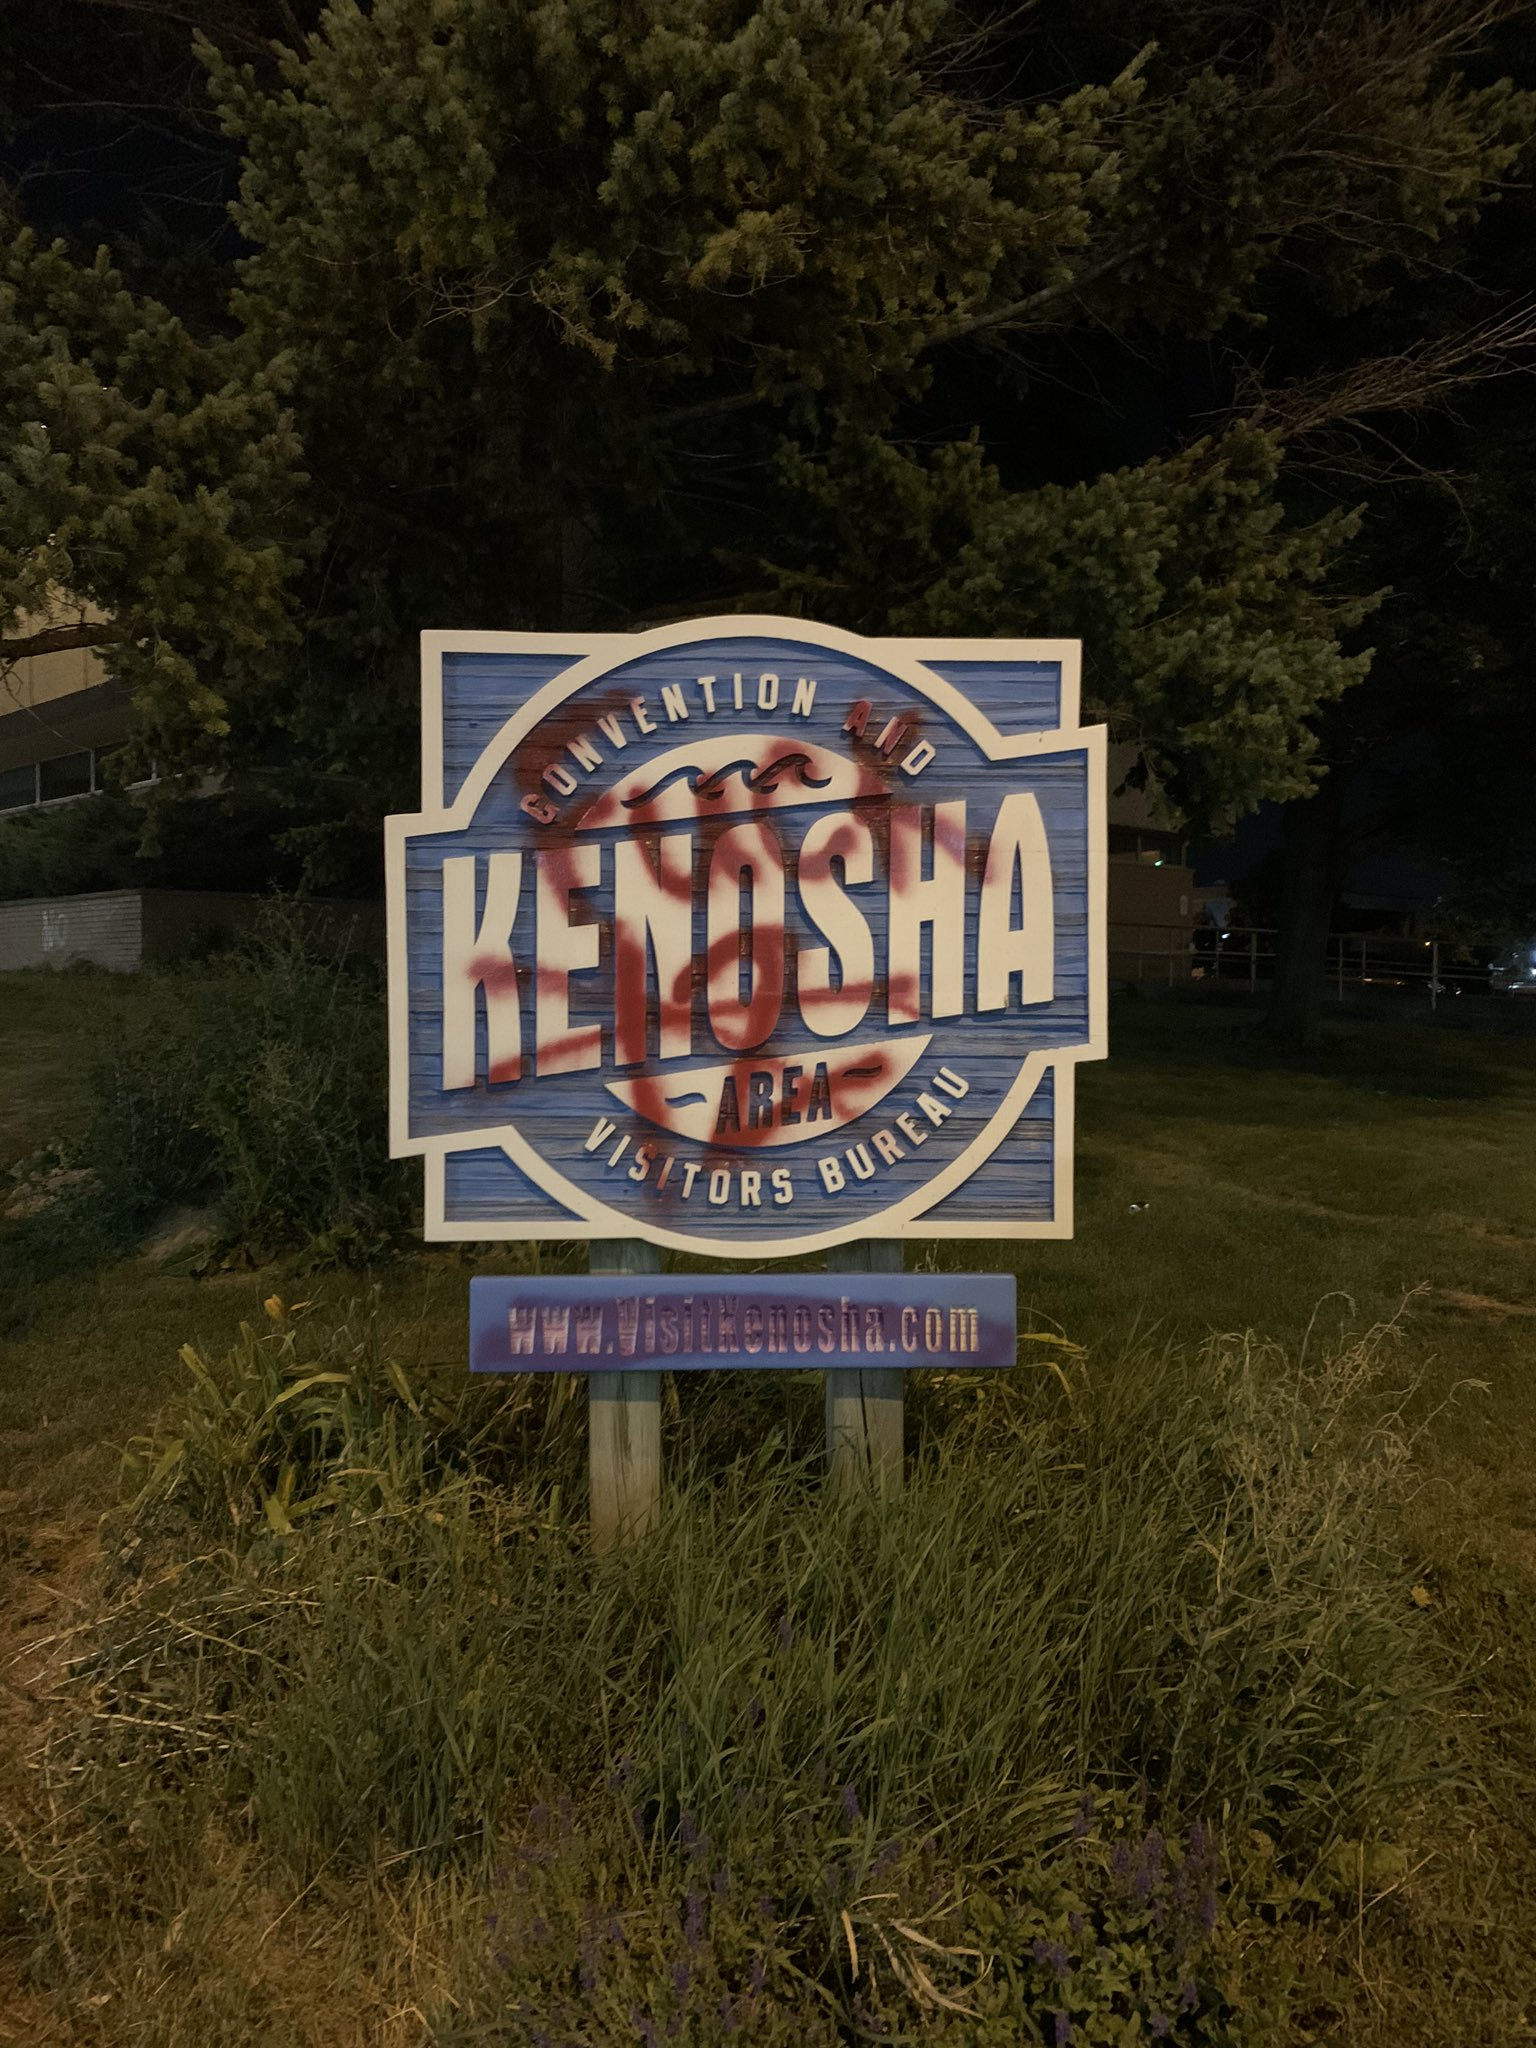 CONVENTION AND
KENOSHA
AREA
VISITORS BUREAU
www.VisitKenosha.com